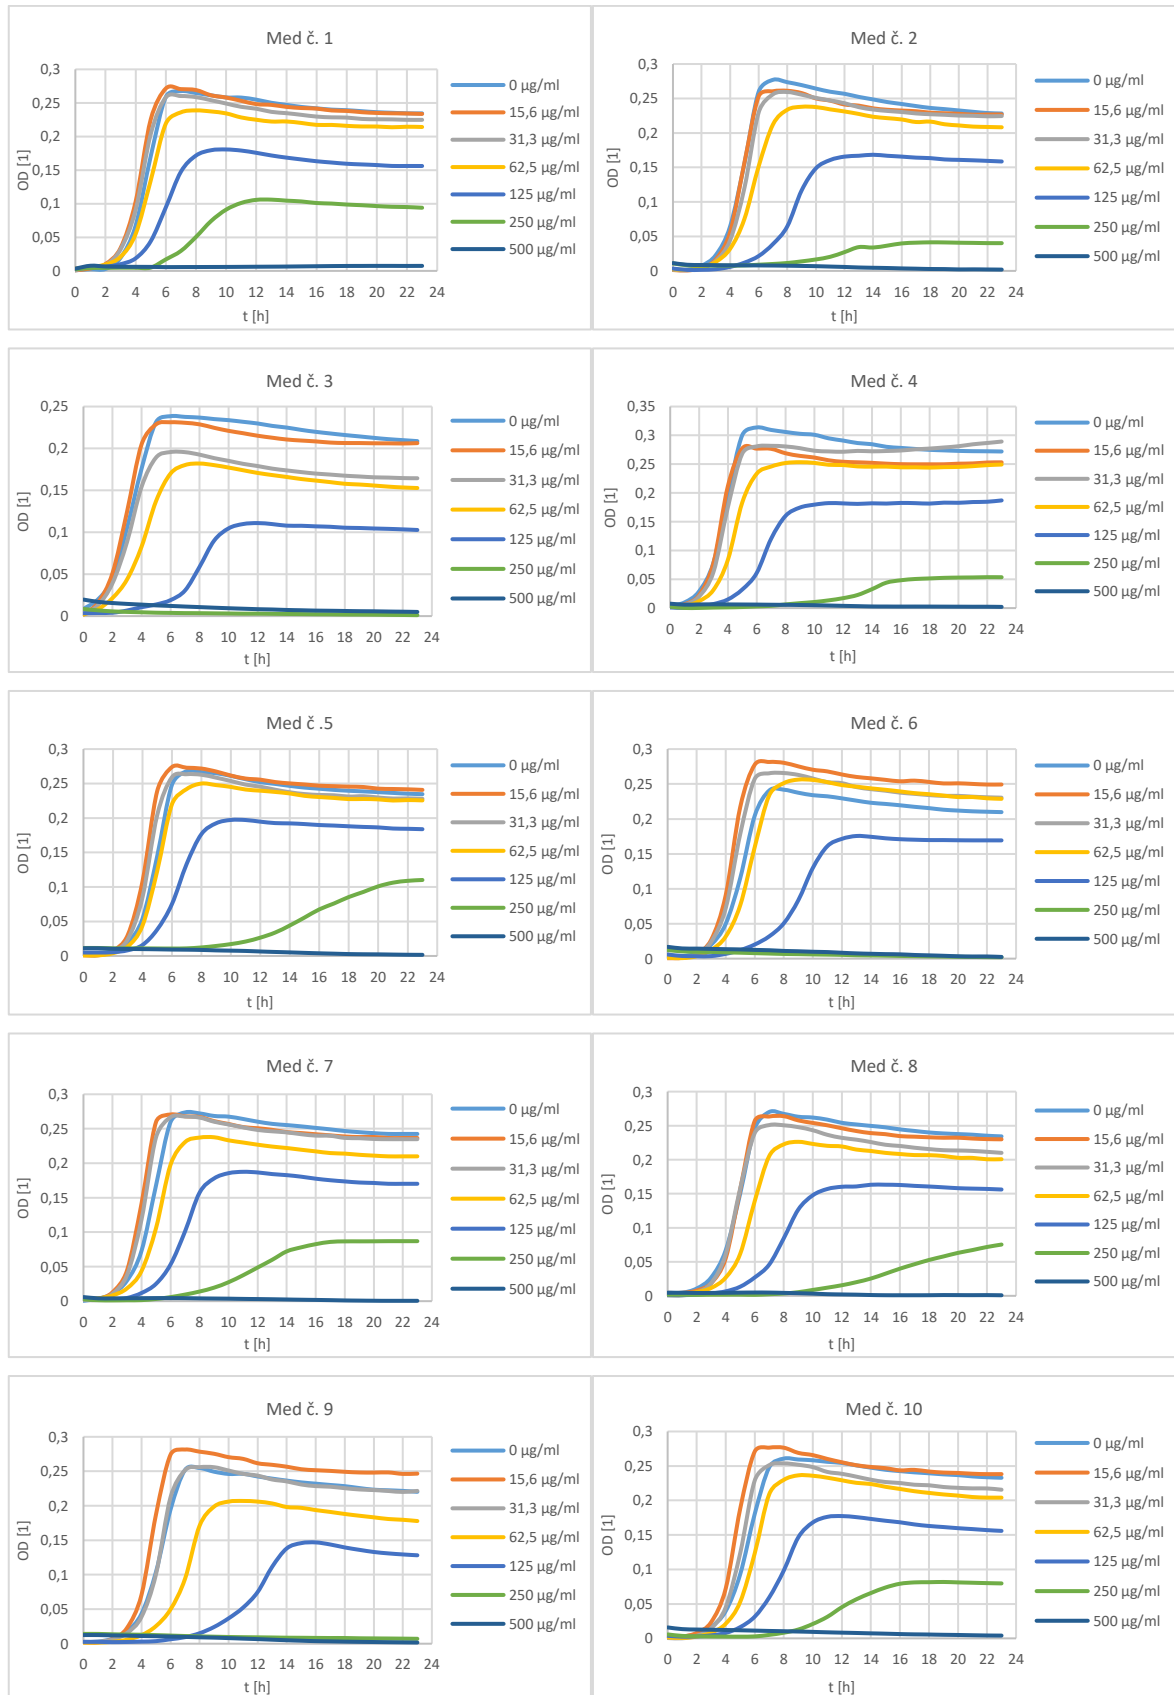 Med č. 1
0,3
0,25
0,2
0,15
0,1
0,05
0
OD [1]
0 2 4 6 8 10 12 14 16 18 20 22 24
t [h]
0 µg/ml
15,6 µg/ml
31,3 µg/ml
62,5 µg/ml
125 µg/ml
250 µg/ml
500 µg/ml
Med č. 2
0,3
0,25
0,2
0,15
0,1
0,05
0
OD [1]
0 2 4 6 8 10 12 14 16 18 20 22 24
t [h]
0 µg/ml
15,6 µg/ml
31,3 µg/ml
62,5 µg/ml
125 µg/ml
250 µg/ml
500 µg/ml
Med č. 3
0,25
0,2
0,15
0,1
0,05
0
OD [1]
0 2 4 6 8 10 12 14 16 18 20 22 24
t [h]
0 µg/ml
15,6 µg/ml
31,3 µg/ml
62,5 µg/ml
125 µg/ml
250 µg/ml
500 µg/ml
Med č. 4
0,35
0,3
0,25
0,2
0,15
0,1
0,05
0
OD [1]
0 2 4 6 8 10 12 14 16 18 20 22 24
t [h]
0 µg/ml
15,6 µg/ml
31,3 µg/ml
62,5 µg/ml
125 µg/ml
250 µg/ml
500 µg/ml
Med č .5
0,3
0,25
0,2
0,15
0,1
0,05
0
OD [1]
0 2 4 6 8 10 12 14 16 18 20 22 24
t [h]
0 µg/ml
15,6 µg/ml
31,3 µg/ml
62,5 µg/ml
125 µg/ml
250 µg/ml
500 µg/ml
Med č. 6
0,3
0,25
0,2
0,15
0,1
0,05
0
OD [1]
0 2 4 6 8 10 12 14 16 18 20 22 24
t [h]
0 µg/ml
15,6 µg/ml
31,3 µg/ml
62,5 µg/ml
125 µg/ml
250 µg/ml
500 µg/ml
Med č. 7
0,3
0,25
0,2
0,15
0,1
0,05
0
OD [1]
0 2 4 6 8 10 12 14 16 18 20 22 24
t [h]
0 µg/ml
15,6 µg/ml
31,3 µg/ml
62,5 µg/ml
125 µg/ml
250 µg/ml
500 µg/ml
Med č. 8
0,3
0,25
0,2
0,15
0,1
0,05
0
OD [1]
0 2 4 6 8 10 12 14 16 18 20 22 24
t [h]
0 µg/ml
15,6 µg/ml
31,3 µg/ml
62,5 µg/ml
125 µg/ml
250 µg/ml
500 µg/ml
Med č. 9
0,3
0,25
0,2
0,15
0,1
0,05
0
OD [1]
0 2 4 6 8 10 12 14 16 18 20 22 24
t [h]
0 µg/ml
15,6 µg/ml
31,3 µg/ml
62,5 µg/ml
125 µg/ml
250 µg/ml
500 µg/ml
Med č. 10
0,3
0,25
0,2
0,15
0,1
0,05
0
OD [1]
0 2 4 6 8 10 12 14 16 18 20 22 24
t [h]
0 µg/ml
15,6 µg/ml
31,3 µg/ml
62,5 µg/ml
125 µg/ml
250 µg/ml
500 µg/ml